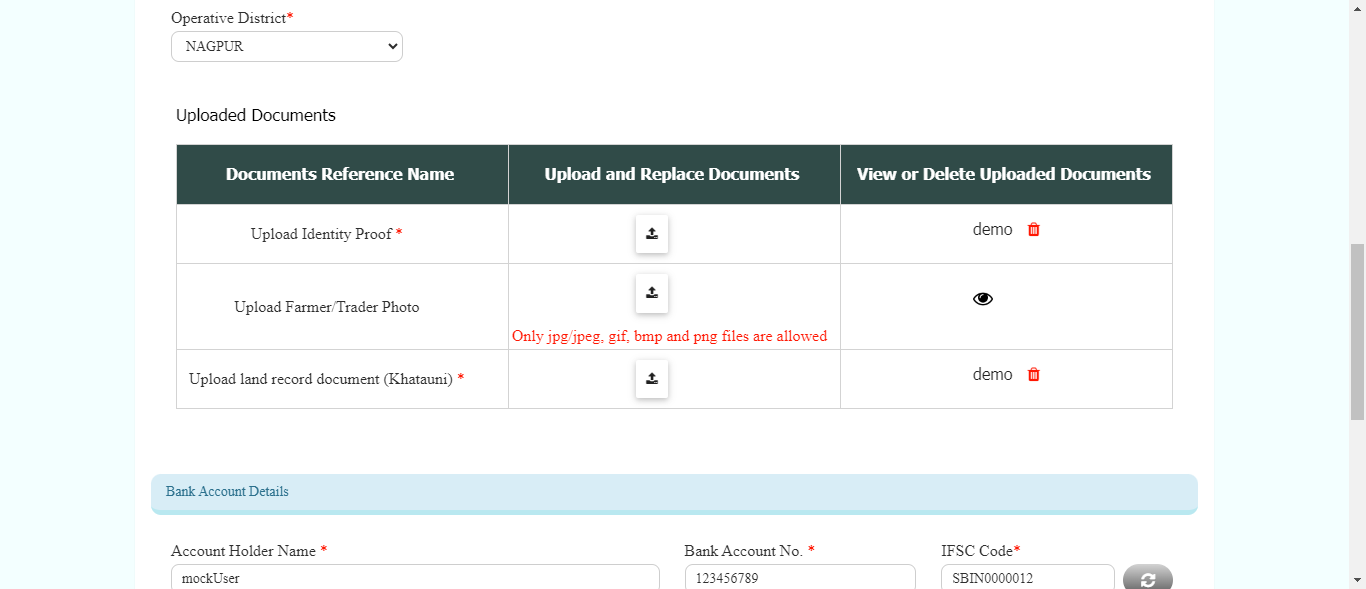 Operative District*
NAGPUR
Uploaded Documents
Documents Reference Name Upload and Replace Documents View or Delete Uploaded Documents
Upload Identity Proof * demo
Upload Farmer/Trader Photo
Only jpg/jpeg, gif, bmp and png files are allowed
Upload land record document (Khatauni) * demo
Bank Account Details
Account Holder Name * Bank Account No. * IFSC Code*
mockUser 123456789 SBIN0000012